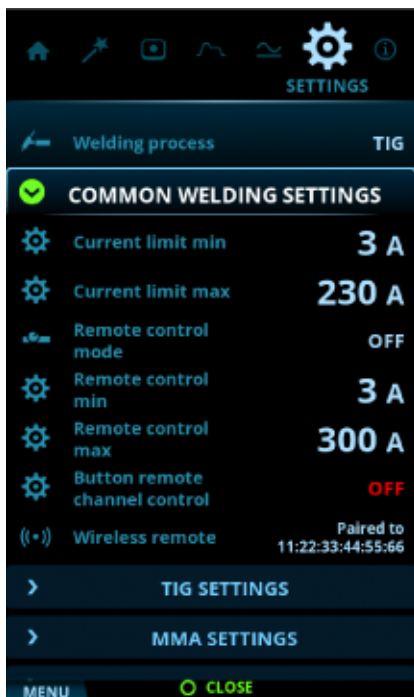 SETTINGS
Welding process TIG
COMMON WELDING SETTINGS
Current limit min 3 A
Current limit max 230 A
Remote control
mode OFF
Remote control
min 3 A
Remote control
max 300 A
Button remote
channel control OFF
Wireless remote Paired to
11:22:33:44:55:66
TIG SETTINGS
MMA SETTINGS
MENU CLOSE